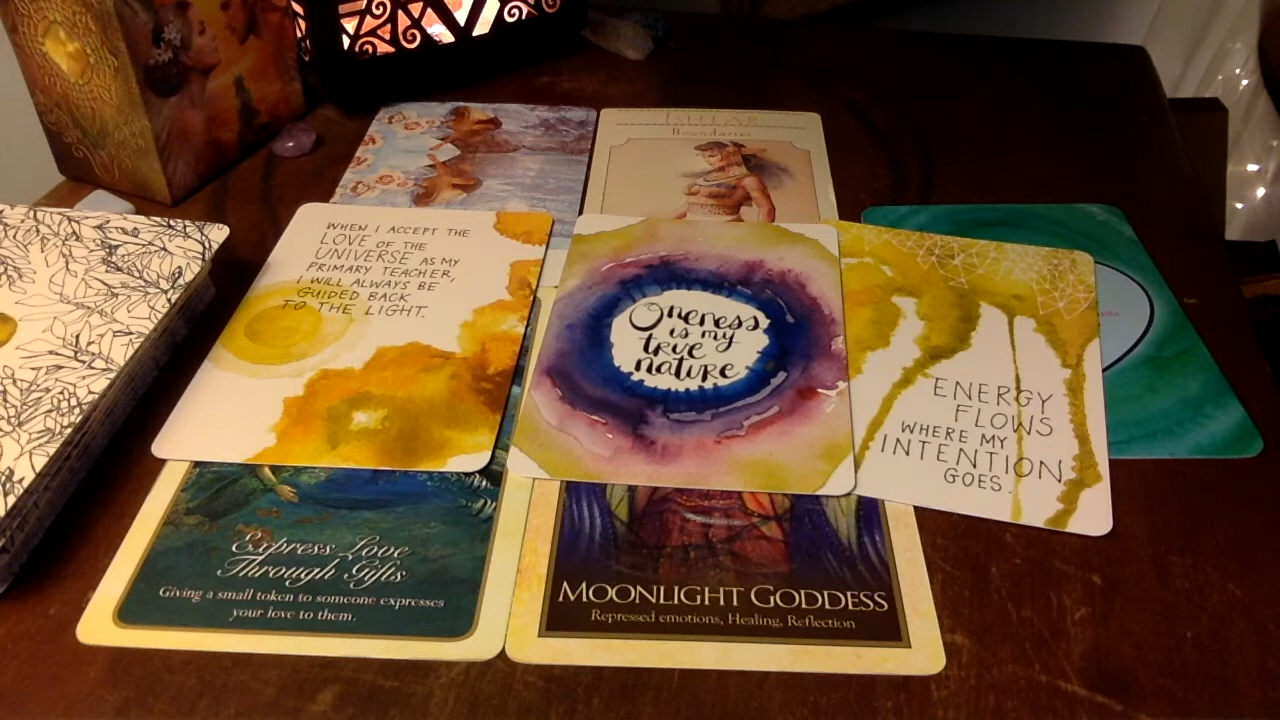 ISHTAR
Boundaries
WHEN I ACCEPT THE
LOVE OF THE
UNIVERSE AS MY
PRIMARY TEACHER,
I WILL ALWAYS BE
GUIDED BACK
TO THE LIGHT.
Oneness
is my
true
nature
ENERGY
FLOWS
WHERE MY
INTENTION
GOES.
Express Love
Through Gifts
Giving a small token to someone expresses
your love to them.
MOONLIGHT GODDESS
Repressed emotions, Healing, Reflection